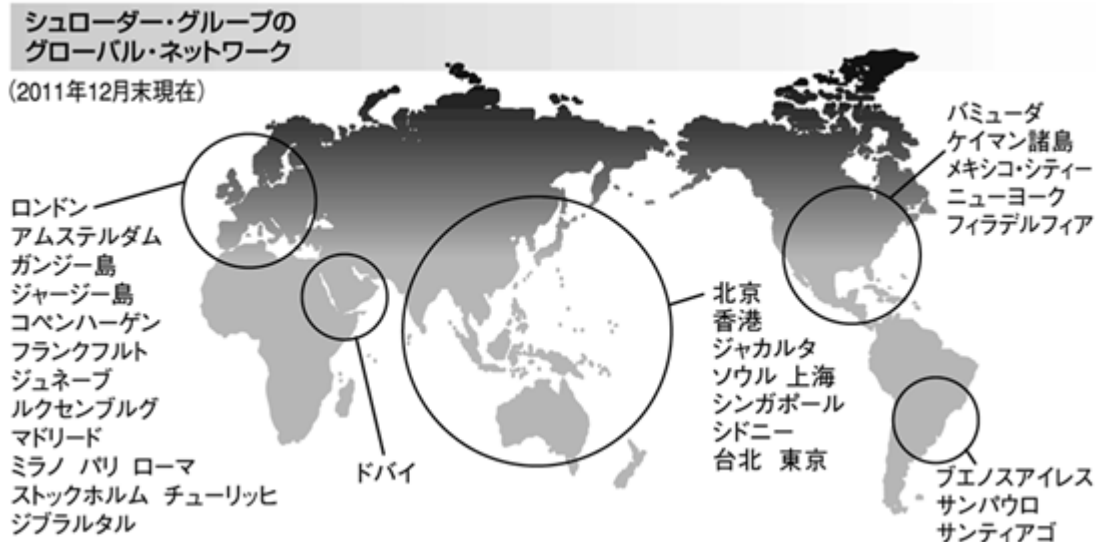 シュローダー・グループの
グローバル・ネットワーク
(2011年12月末現在)
ロンドン
アムステルダム
ガンジー島
ジャージー島
コペンハーゲン
フランクフルト
ジュネーブ
ルクセンブルグ
マドリード
ミラノ パリ ローマ
ストックホルム チューリッヒ
ジブラルタル
ドバイ
北京
香港
ジャカルタ
ソウル 上海
シンガポール
シドニー
台北 東京
バミューダ
ケイマン諸島
メキシコ・シティー
ニューヨーク
フィラデルフィア
ブエノスアイレス
サンパウロ
サンティアゴ